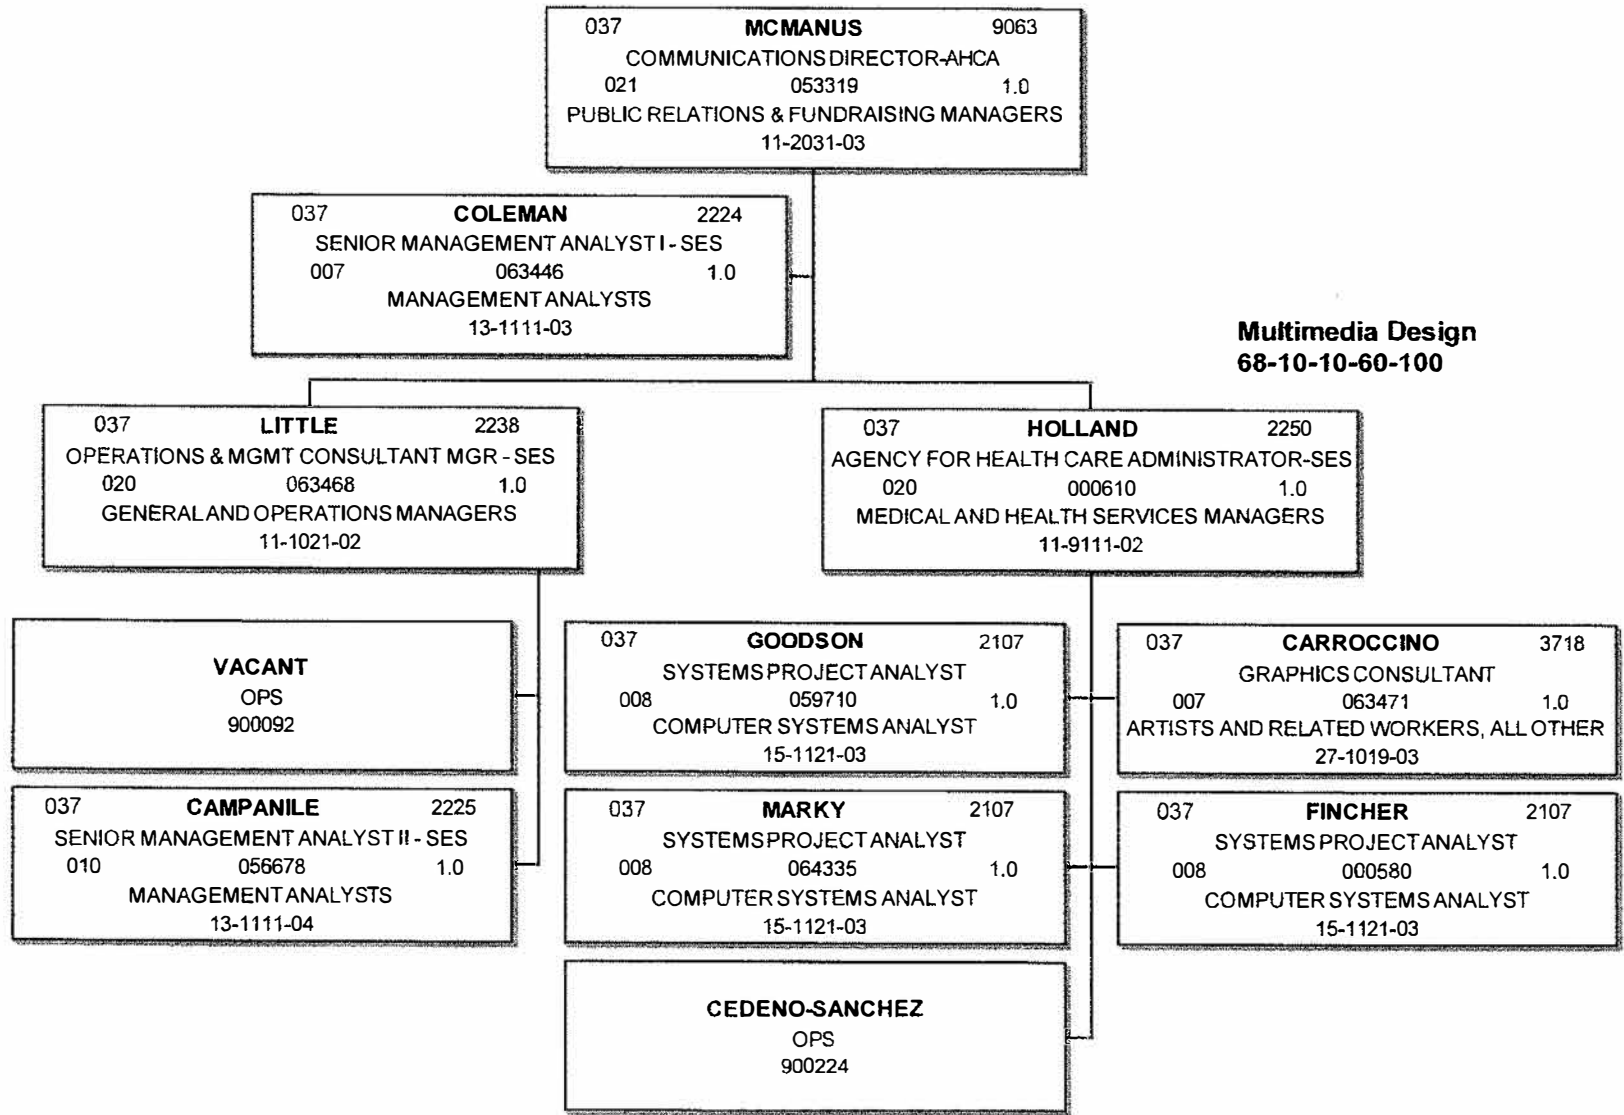 037 MCMANUS 9063
COMMUNICATIONS DIRECTOR-AHCA
021 053319 1.0
PUBLIC RELATIONS & FUNDRAISING MANAGERS
11-2031-03
037 COLEMAN 2224
SENIOR MANAGEMENT ANALYST I - SES
007 063446 1.0
MANAGEMENT ANALYSTS
13-1111-03
Multimedia Design
68-10-10-60-100
037 LITTLE 2238
OPERATIONS & MGMT CONSULTANT MGR - SES
020 063468 1.0
GENERAL AND OPERATIONS MANAGERS
11-1021-02
037 HOLLAND 2250
AGENCY FOR HEALTH CARE ADMINISTRATOR-SES
020 000610 1.0
MEDICAL AND HEALTH SERVICES MANAGERS
11-9111-02
VACANT
OPS
900092
037 CAMPANILE 2225
SENIOR MANAGEMENT ANALYST II - SES
010 056678 1.0
MANAGEMENT ANALYSTS
13-1111-04
037 GOODSON 2107
SYSTEMS PROJECT ANALYST
008 059710 1.0
COMPUTER SYSTEMS ANALYST
15-1121-03
037 CARROCCINO 3718
GRAPHICS CONSULTANT
007 063471 1.0
ARTISTS AND RELATED WORKERS, ALL OTHER
27-1019-03
037 MARKY 2107
SYSTEMS PROJECT ANALYST
008 064335 1.0
COMPUTER SYSTEMS ANALYST
15-1121-03
037 FINCHER 2107
SYSTEMS PROJECT ANALYST
008 000580 1.0
COMPUTER SYSTEMS ANALYST
15-1121-03
CEDENO-SANCHEZ
OPS
900224